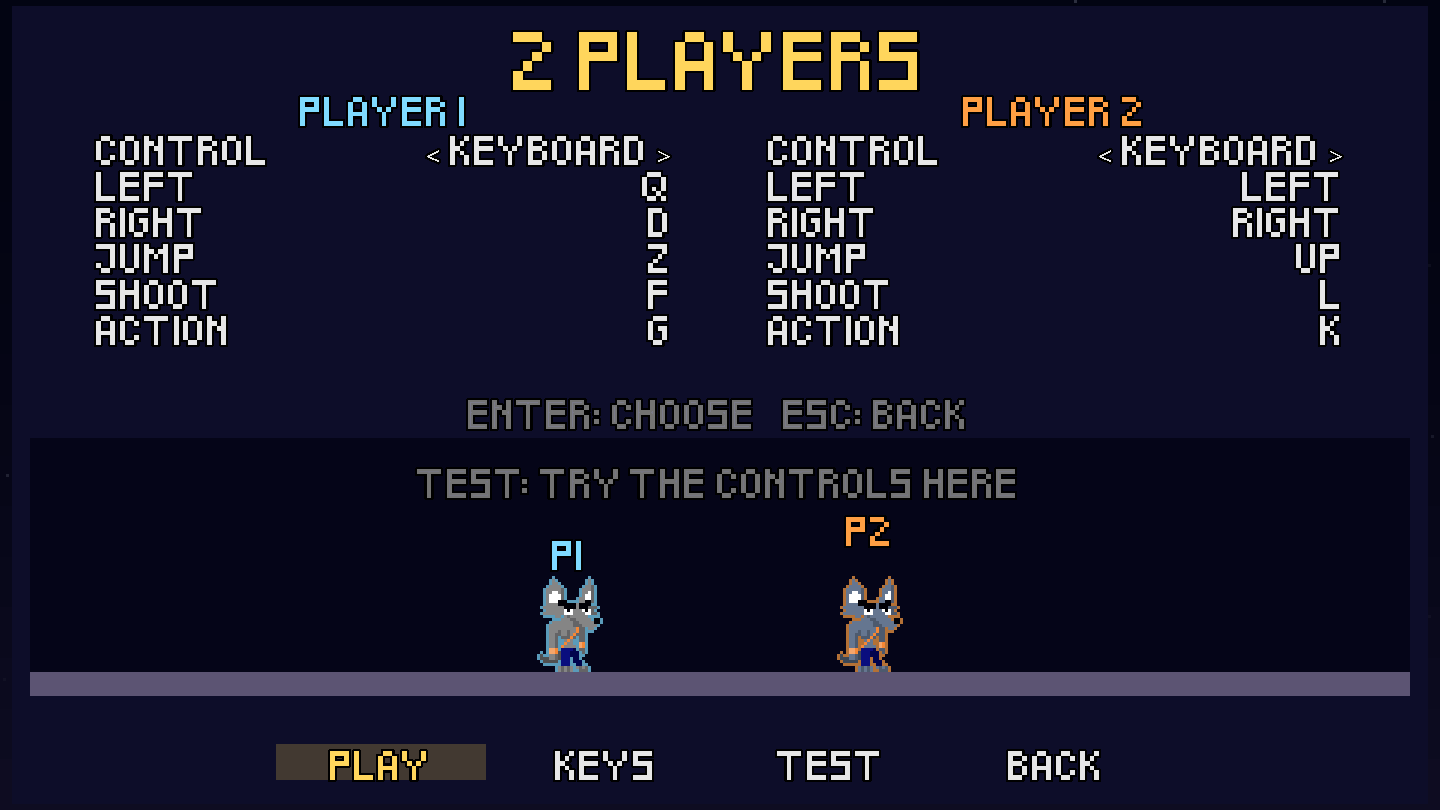 2 PLAYERS
PLAYER 1 PLAYER 2
CONTROL < KEYBOARD > CONTROL < KEYBOARD >
LEFT Q LEFT LEFT
RIGHT D RIGHT RIGHT
JUMP Z JUMP UP
SHOOT F SHOOT L
ACTION G ACTION K
ENTER: CHOOSE ESC: BACK
TEST: TRY THE CONTROLS HERE
P1 P2
PLAY KEYS TEST BACK